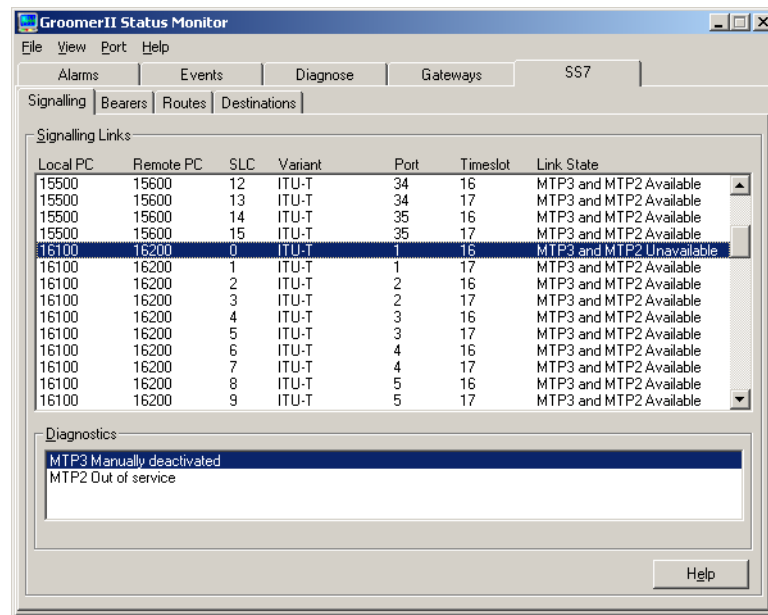 GroomerII Status Monitor
File View Port Help
Alarms Events Diagnose Gateways SS7
Signalling Bearers Routes Destinations
Signalling Links
Local PC Remote PC SLC Variant Port Timeslot Link State
15500 15600 12 ITU-T 34 16 MTP3 and MTP2 Available
15500 15600 13 ITU-T 34 17 MTP3 and MTP2 Available
15500 15600 14 ITU-T 35 16 MTP3 and MTP2 Available
15500 15600 15 ITU-T 35 17 MTP3 and MTP2 Available
16100 16200 0 ITU-T 1 16 MTP3 and MTP2 Unavailable
16100 16200 1 ITU-T 1 17 MTP3 and MTP2 Available
16100 16200 2 ITU-T 2 16 MTP3 and MTP2 Available
16100 16200 3 ITU-T 2 17 MTP3 and MTP2 Available
16100 16200 4 ITU-T 3 16 MTP3 and MTP2 Available
16100 16200 5 ITU-T 3 17 MTP3 and MTP2 Available
16100 16200 6 ITU-T 4 16 MTP3 and MTP2 Available
16100 16200 7 ITU-T 4 17 MTP3 and MTP2 Available
16100 16200 8 ITU-T 5 16 MTP3 and MTP2 Available
16100 16200 9 ITU-T 5 17 MTP3 and MTP2 Available
Diagnostics
MTP3 Manually deactivated
MTP2 Out of service
Help